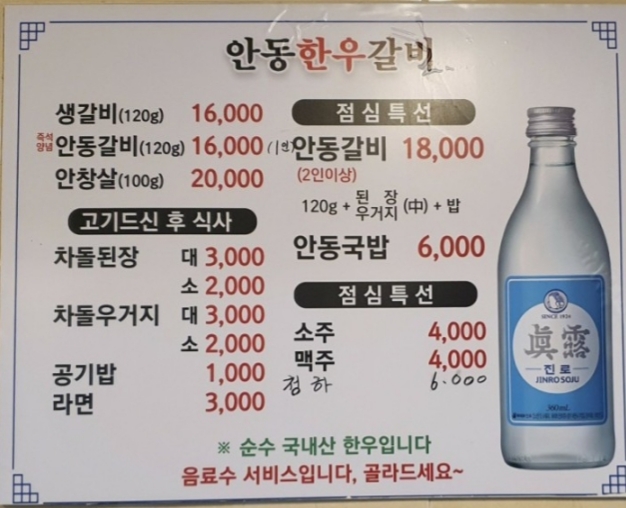 안동한우갈비
생갈비(120g) 16,000
즉석양념 안동갈비(120g) 16,000 (1인)
안창살(100g) 20,000
고기드신 후 식사
차돌된장 대 3,000
소 2,000
차돌우거지 대 3,000
소 2,000
공기밥 1,000
라면 3,000
점심특선
안동갈비 18,000
(2인이상)
120g + 된장 우거지 (中) + 밥
안동국밥 6,000
점심특선
소주 4,000
맥주 4,000
청하 6.000
※ 순수 국내산 한우입니다
음료수 서비스입니다, 골라드세요~
SINCE 1924
眞露
진로
JINRO SOJU
360mL